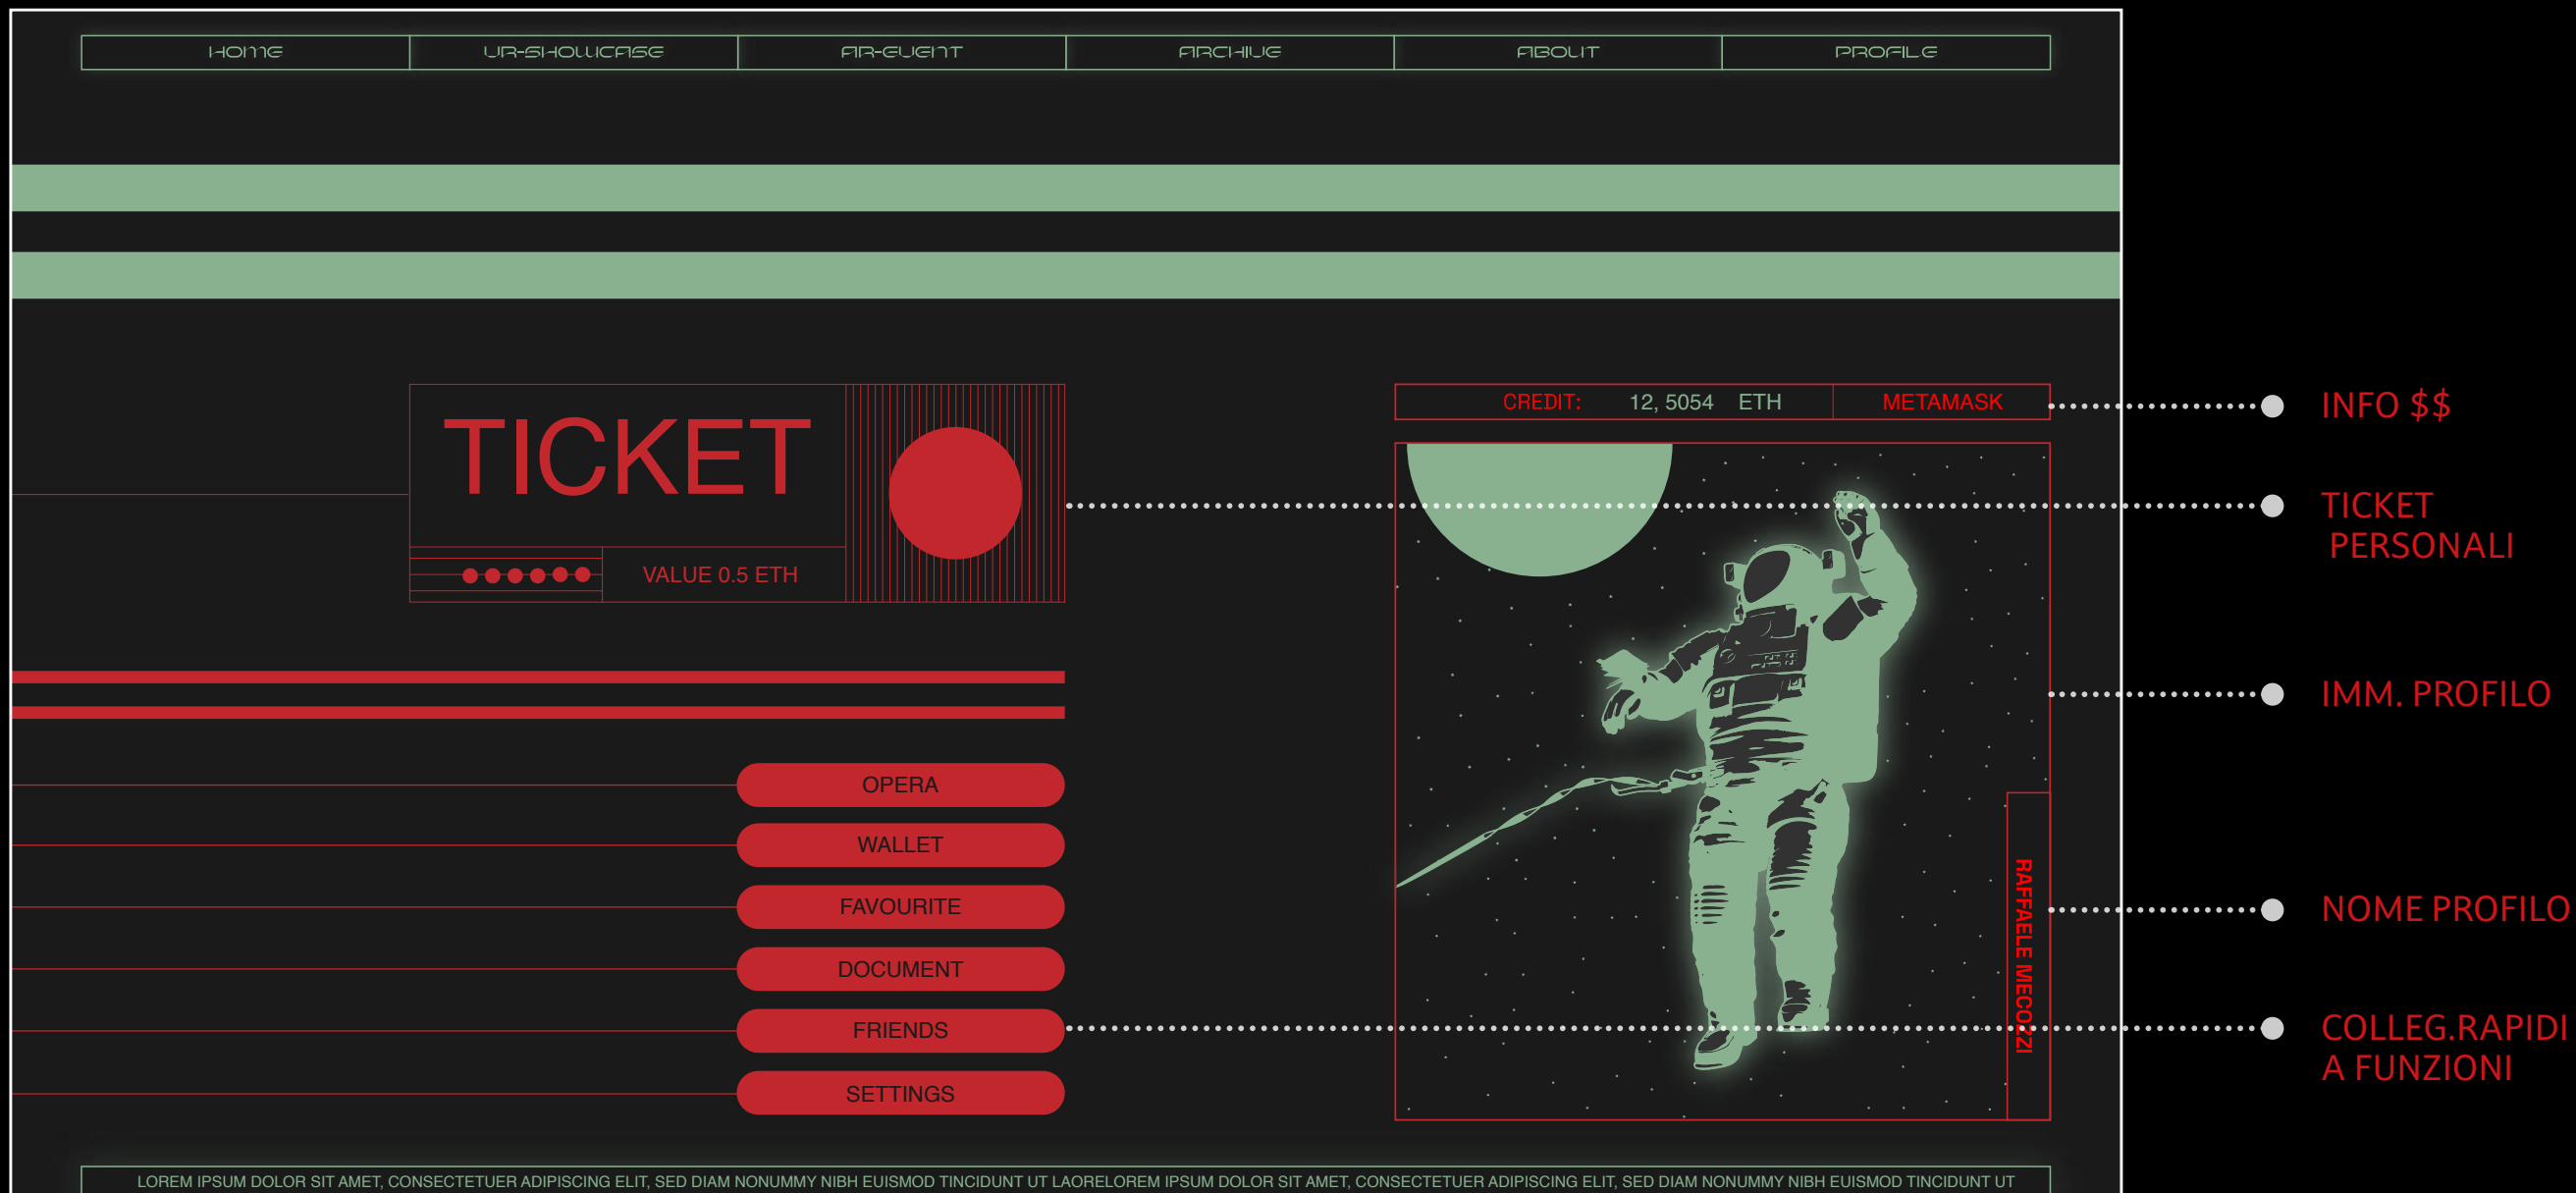 HOME
VR-SHOWCASE
AR-EVENT
ARCHIVE
ABOUT
PROFILE
TICKET
VALUE 0.5 ETH
OPERA
WALLET
FAVOURITE
DOCUMENT
FRIENDS
SETTINGS
CREDIT: 12, 5054 ETH
METAMASK
RAFFAELE MECOZZI
INFO $$
TICKET
PERSONALI
IMM. PROFILO
NOME PROFILO
COLLEG.RAPIDI
A FUNZIONI
LOREM IPSUM DOLOR SIT AMET, CONSECTETUER ADIPISCING ELIT, SED DIAM NONUMMY NIBH EUISMOD TINCIDUNT UT LAORELOREM IPSUM DOLOR SIT AMET, CONSECTETUER ADIPISCING ELIT, SED DIAM NONUMMY NIBH EUISMOD TINCIDUNT UT